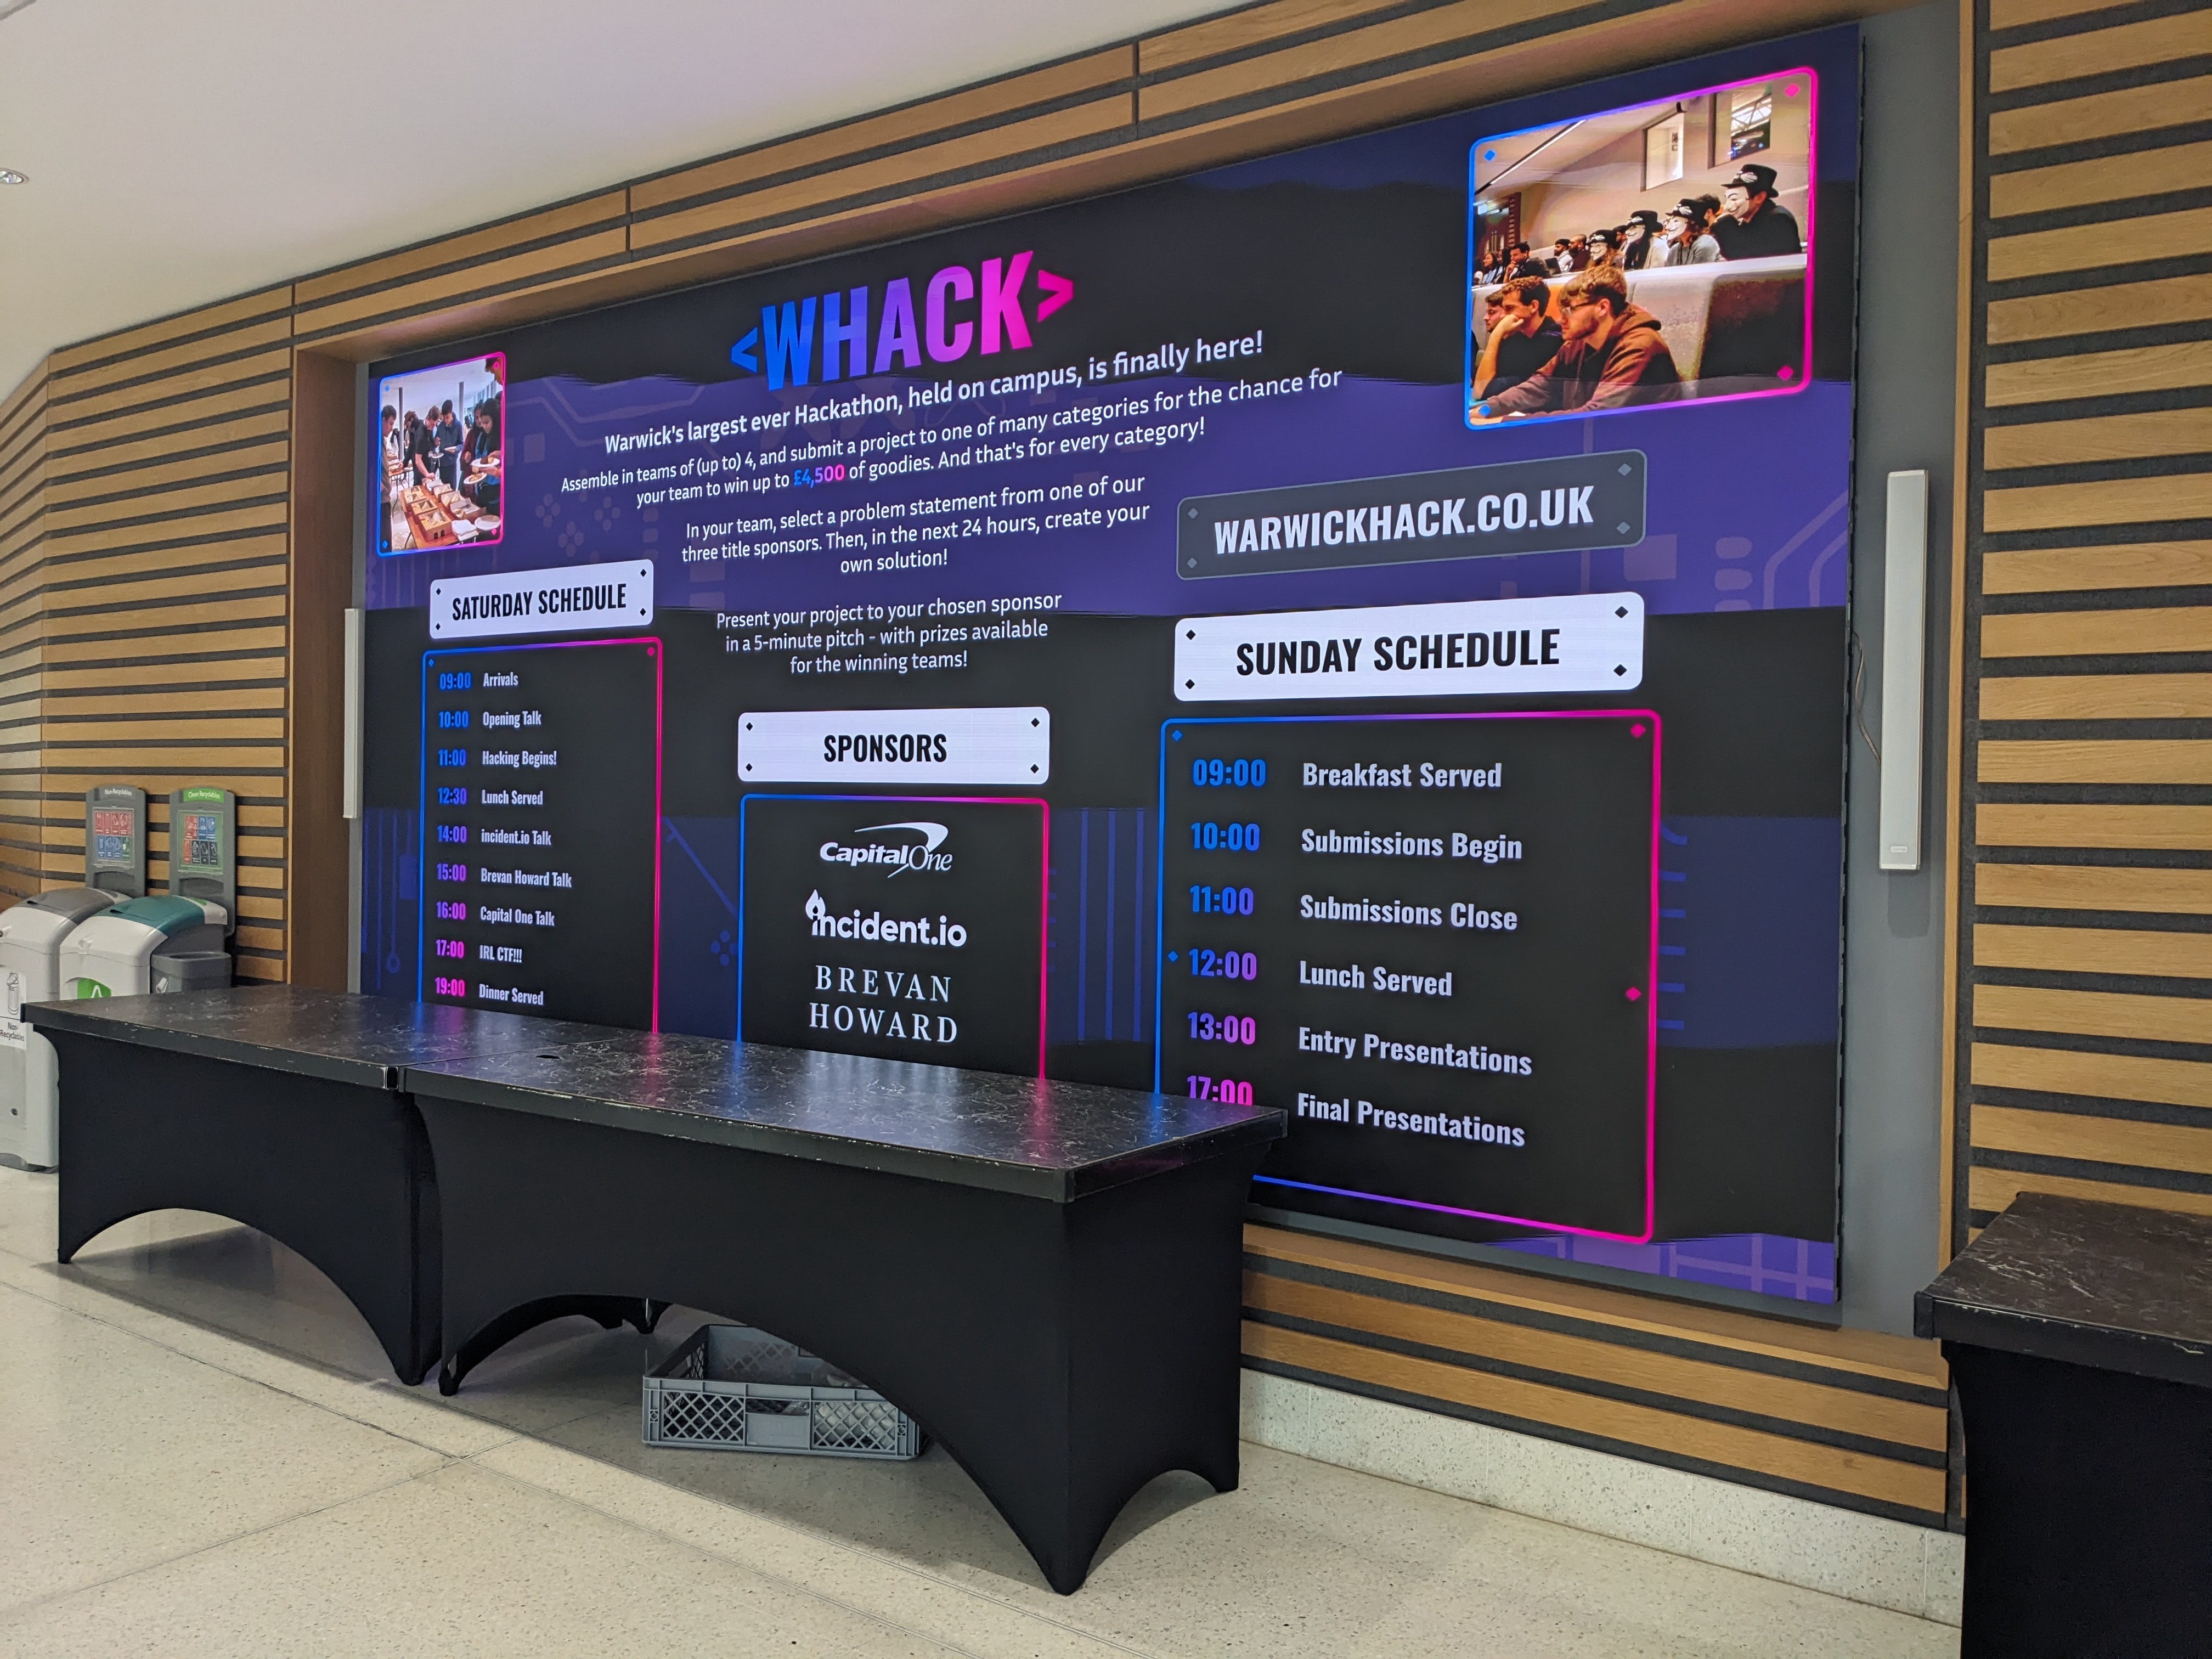 <WHACK>
Warwick's largest ever Hackathon, held on campus, is finally here!
Assemble in teams of (up to) 4, and submit a project to one of many categories for the chance for
your team to win up to £4,500 of goodies. And that's for every category!
In your team, select a problem statement from one of our
three title sponsors. Then, in the next 24 hours, create your
own solution!
Present your project to your chosen sponsor
in a 5-minute pitch - with prizes available
for the winning teams!
WARWICKHACK.CO.UK
SATURDAY SCHEDULE
09:00 Arrivals
10:00 Opening Talk
11:00 Hacking Begins!
12:30 Lunch Served
14:00 incident.io Talk
15:00 Brevan Howard Talk
16:00 Capital One Talk
17:00 IRL CTF!!!
19:00 Dinner Served
SPONSORS
Capital One
incident.io
BREVAN
HOWARD
SUNDAY SCHEDULE
09:00 Breakfast Served
10:00 Submissions Begin
11:00 Submissions Close
12:00 Lunch Served
13:00 Entry Presentations
17:00 Final Presentations
Non-Recyclables
Non-
Recyclables